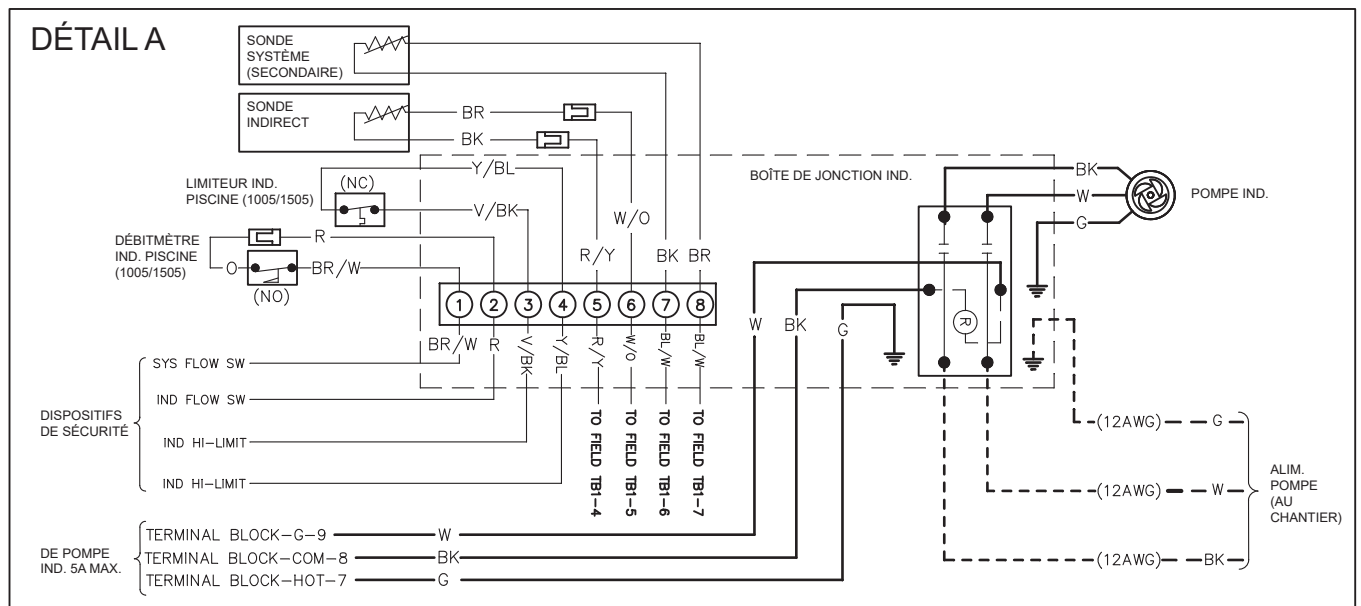 DÉTAIL A
SONDE
SYSTÈME
(SECONDAIRE)
SONDE
INDIRECT
BR
BK
Y/BL
(NC)
LIMITEUR IND.
PISCINE (1005/1505)
V/BK
DÉBITMÈTRE
IND. PISCINE
(1005/1505)
R
O
BR/W
(NO)
W/O
R/Y
BK
BR
BOÎTE DE JONCTION IND.
BK
W
G
POMPE IND.
1
2
3
4
5
6
7
8
BR/W
R
V/BK
Y/BL
R/Y
W/O
BL/W
BL/W
W
BK
G
R
SYS FLOW SW
IND FLOW SW
IND HI-LIMIT
IND HI-LIMIT
DISPOSITIFS
DE SÉCURITÉ
TO FIELD TB1-4
TO FIELD TB1-5
TO FIELD TB1-6
TO FIELD TB1-7
(12AWG)
G
(12AWG)
W
(12AWG)
BK
ALIM.
POMPE
(AU
CHANTIER)
DE POMPE
IND. 5A MAX.
TERMINAL BLOCK-G-9
W
TERMINAL BLOCK-COM-8
BK
TERMINAL BLOCK-HOT-7
G